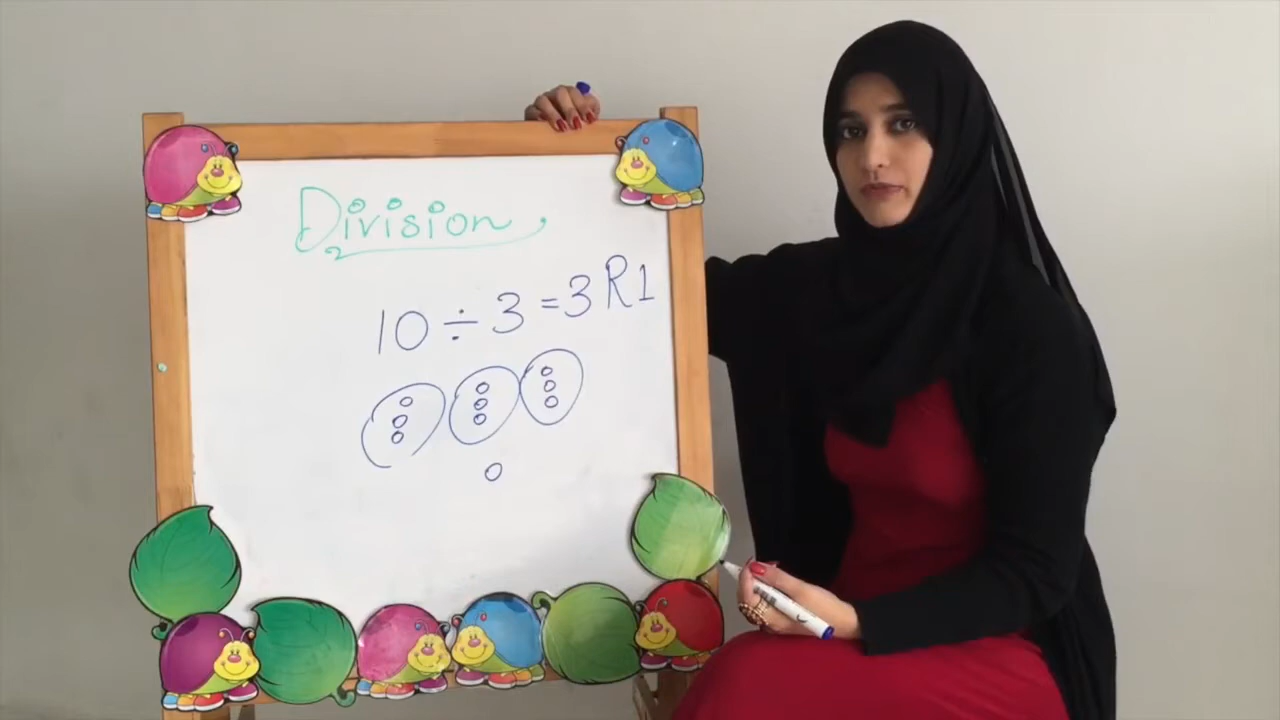 Division
10 ÷ 3 = 3 R1